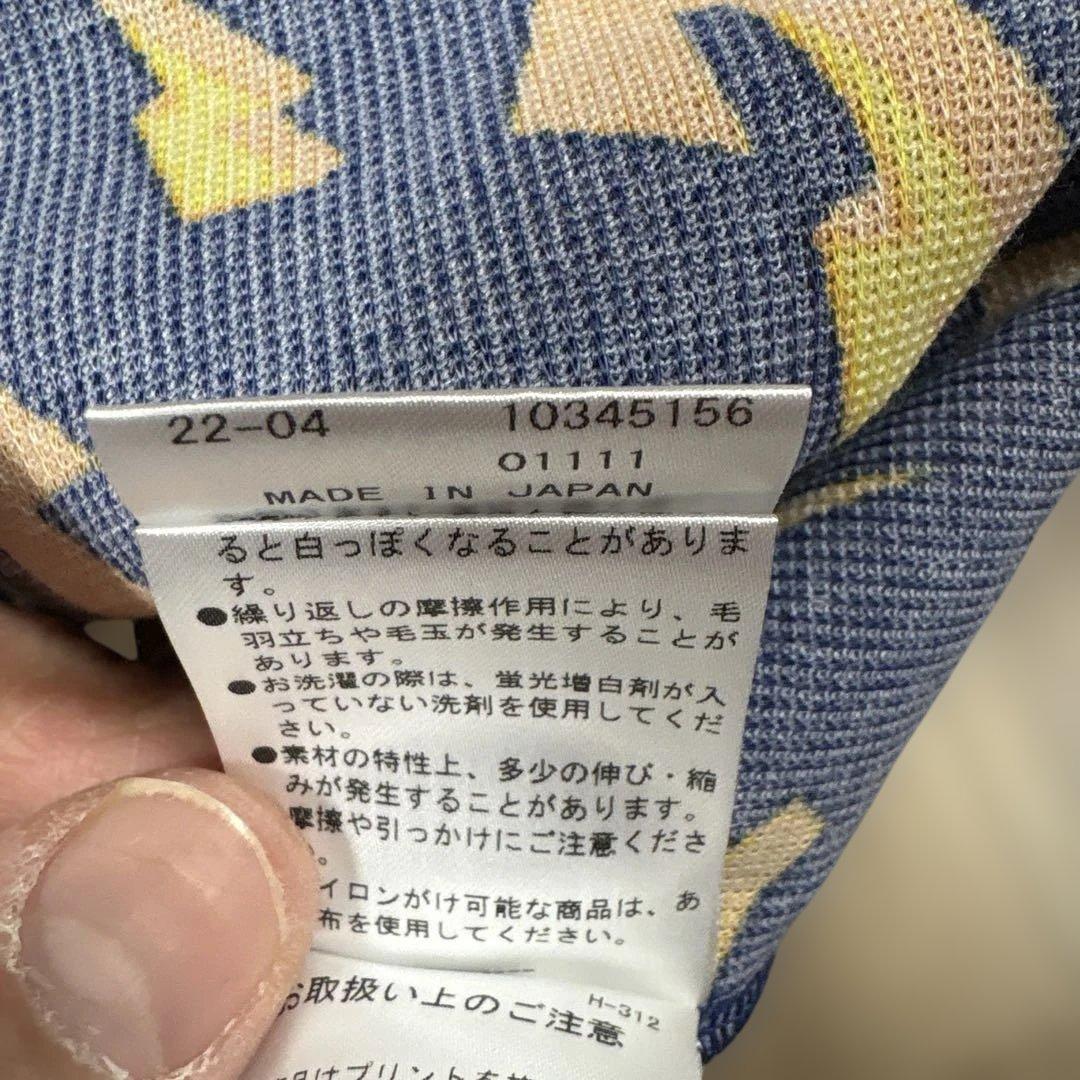 22-04 10345156
01111
MADE IN JAPAN
ると白っぽくなることがありま
す。
●繰り返しの摩擦作用により、毛
羽立ちや毛玉が発生することが
あります。
●お洗濯の際は、蛍光増白剤が入
っていない洗剤を使用してくだ
さい。
●素材の特性上、多少の伸び・縮
みが発生することがあります。
摩擦や引っかけにご注意くださ
。
イロンがけ可能な商品は、あ
布を使用してください。
H-312
お取扱い上のご注意
はプリントを